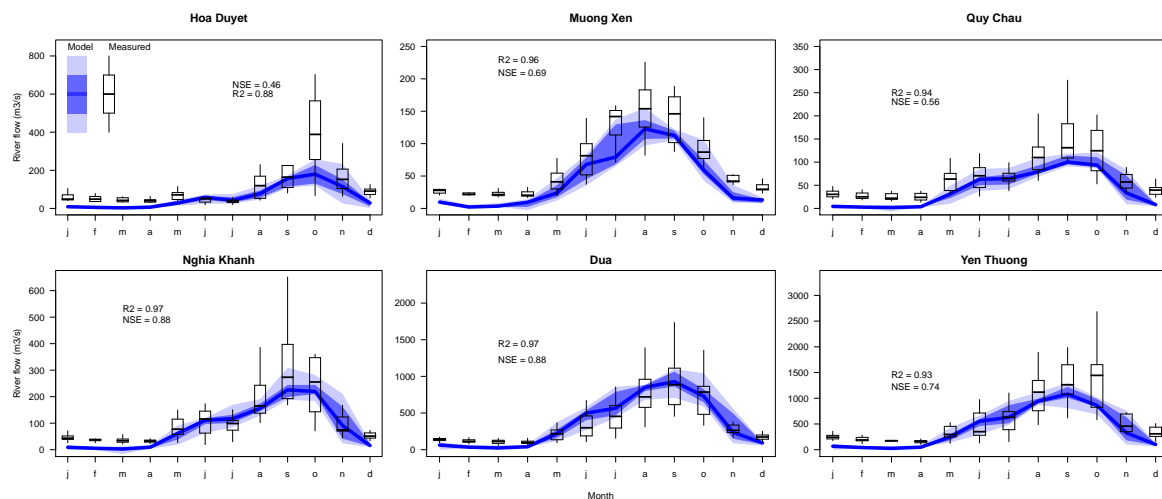 Hoa Duyet
Muong Xen
Quy Chau
Model Measured
NSE = 0.46
R2 = 0.88
River flow (m3/s)
0 200 400 600 800
j f m a m j j a s o n d
R2 = 0.96
NSE = 0.69
0 50 100 150 200 250
j f m a m j j a s o n d
R2 = 0.94
NSE = 0.56
0 50 100 150 200 250 300 350
j f m a m j j a s o n d
Nghia Khanh
Dua
Yen Thuong
R2 = 0.97
NSE = 0.88
River flow (m3/s)
0 100 200 300 400 500 600
j f m a m j j a s o n d
R2 = 0.97
NSE = 0.88
0 500 1000 1500 2000
j f m a m j j a s o n d
R2 = 0.93
NSE = 0.74
0 500 1000 1500 2000 2500 3000
j f m a m j j a s o n d
Month